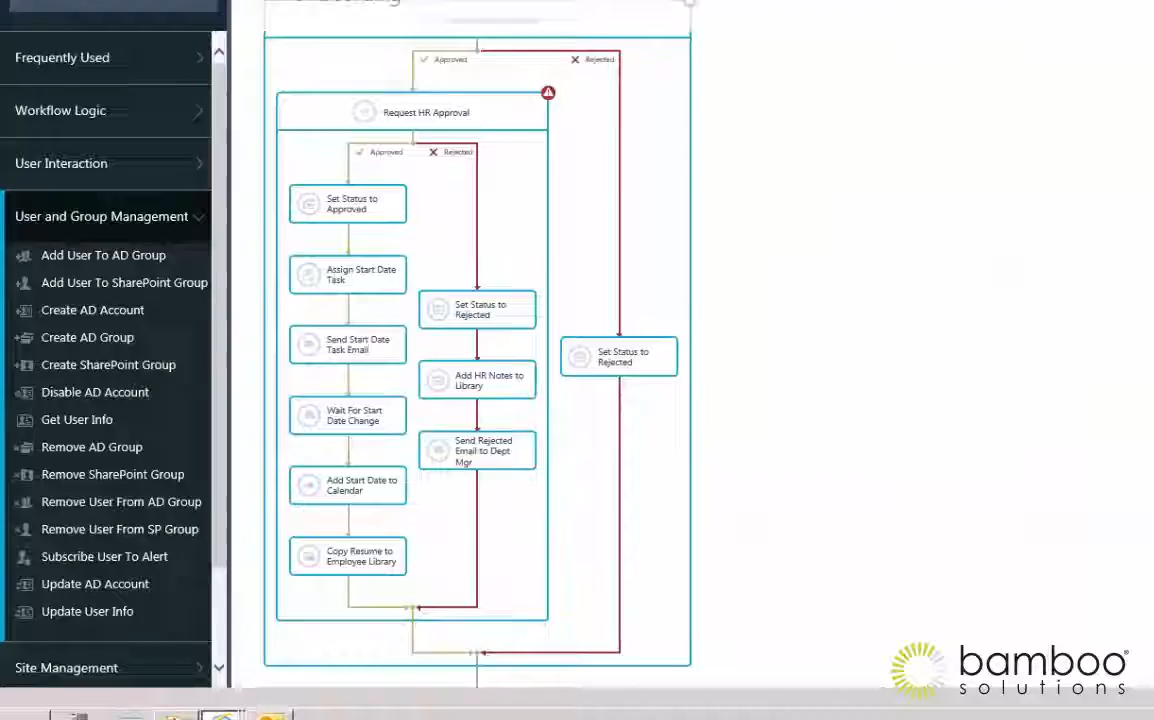 Frequently Used
Workflow Logic
User Interaction
User and Group Management
Add User To AD Group
Add User To SharePoint Group
Create AD Account
Create AD Group
Create SharePoint Group
Disable AD Account
Get User Info
Remove AD Group
Remove SharePoint Group
Remove User From AD Group
Remove User From SP Group
Subscribe User To Alert
Update AD Account
Update User Info
Site Management
Approved
Rejected
Request HR Approval
Approved
Rejected
Set Status to
Approved
Assign Start Date
Task
Send Start Date
Task Email
Wait For Start
Date Change
Add Start Date to
Calendar
Copy Resume to
Employee Library
Set Status to
Rejected
Add HR Notes to
Library
Send Rejected
Email to Dept
Mgr
Set Status to
Rejected
bamboo
solutions